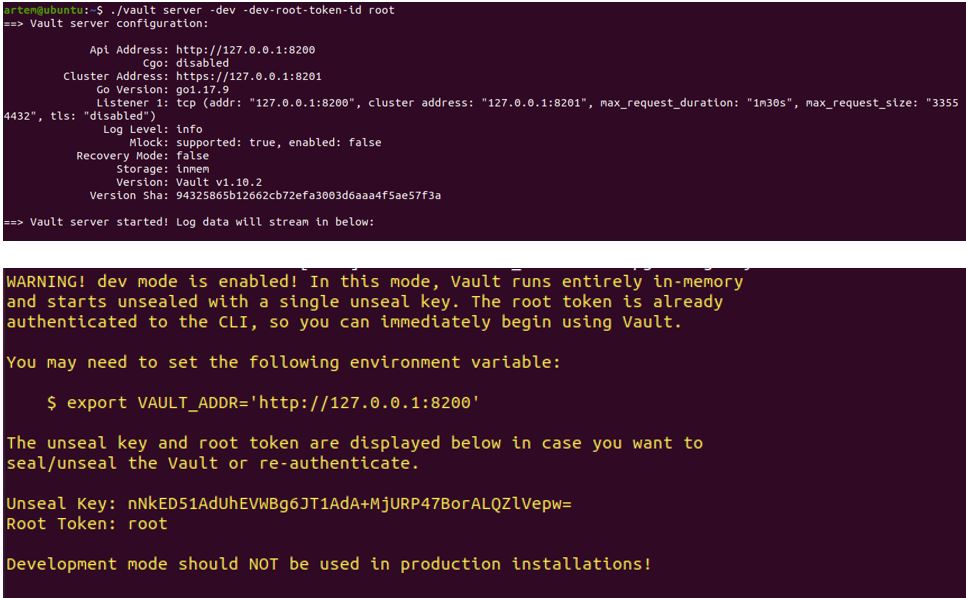 artem@ubuntu:~$ ./vault server -dev -dev-root-token-id root
==> Vault server configuration:
Api Address: http://127.0.0.1:8200
Cgo: disabled
Cluster Address: https://127.0.0.1:8201
Go Version: go1.17.9
Listener 1: tcp (addr: "127.0.0.1:8200", cluster address: "127.0.0.1:8201", max_request_duration: "1m30s", max_request_size: "3355
4432", tls: "disabled")
Log Level: info
Mlock: supported: true, enabled: false
Recovery Mode: false
Storage: inmem
Version: Vault v1.10.2
Version Sha: 94325865b12662cb72efa3003d6aaa4f5ae57f3a
==> Vault server started! Log data will stream in below:
WARNING! dev mode is enabled! In this mode, Vault runs entirely in-memory
and starts unsealed with a single unseal key. The root token is already
authenticated to the CLI, so you can immediately begin using Vault.
You may need to set the following environment variable:
$ export VAULT_ADDR='http://127.0.0.1:8200'
The unseal key and root token are displayed below in case you want to
seal/unseal the Vault or re-authenticate.
Unseal Key: nNkED51AdUhEVWBg6JT1AdA+MjURP47BorALQZlVepw=
Root Token: root
Development mode should NOT be used in production installations!